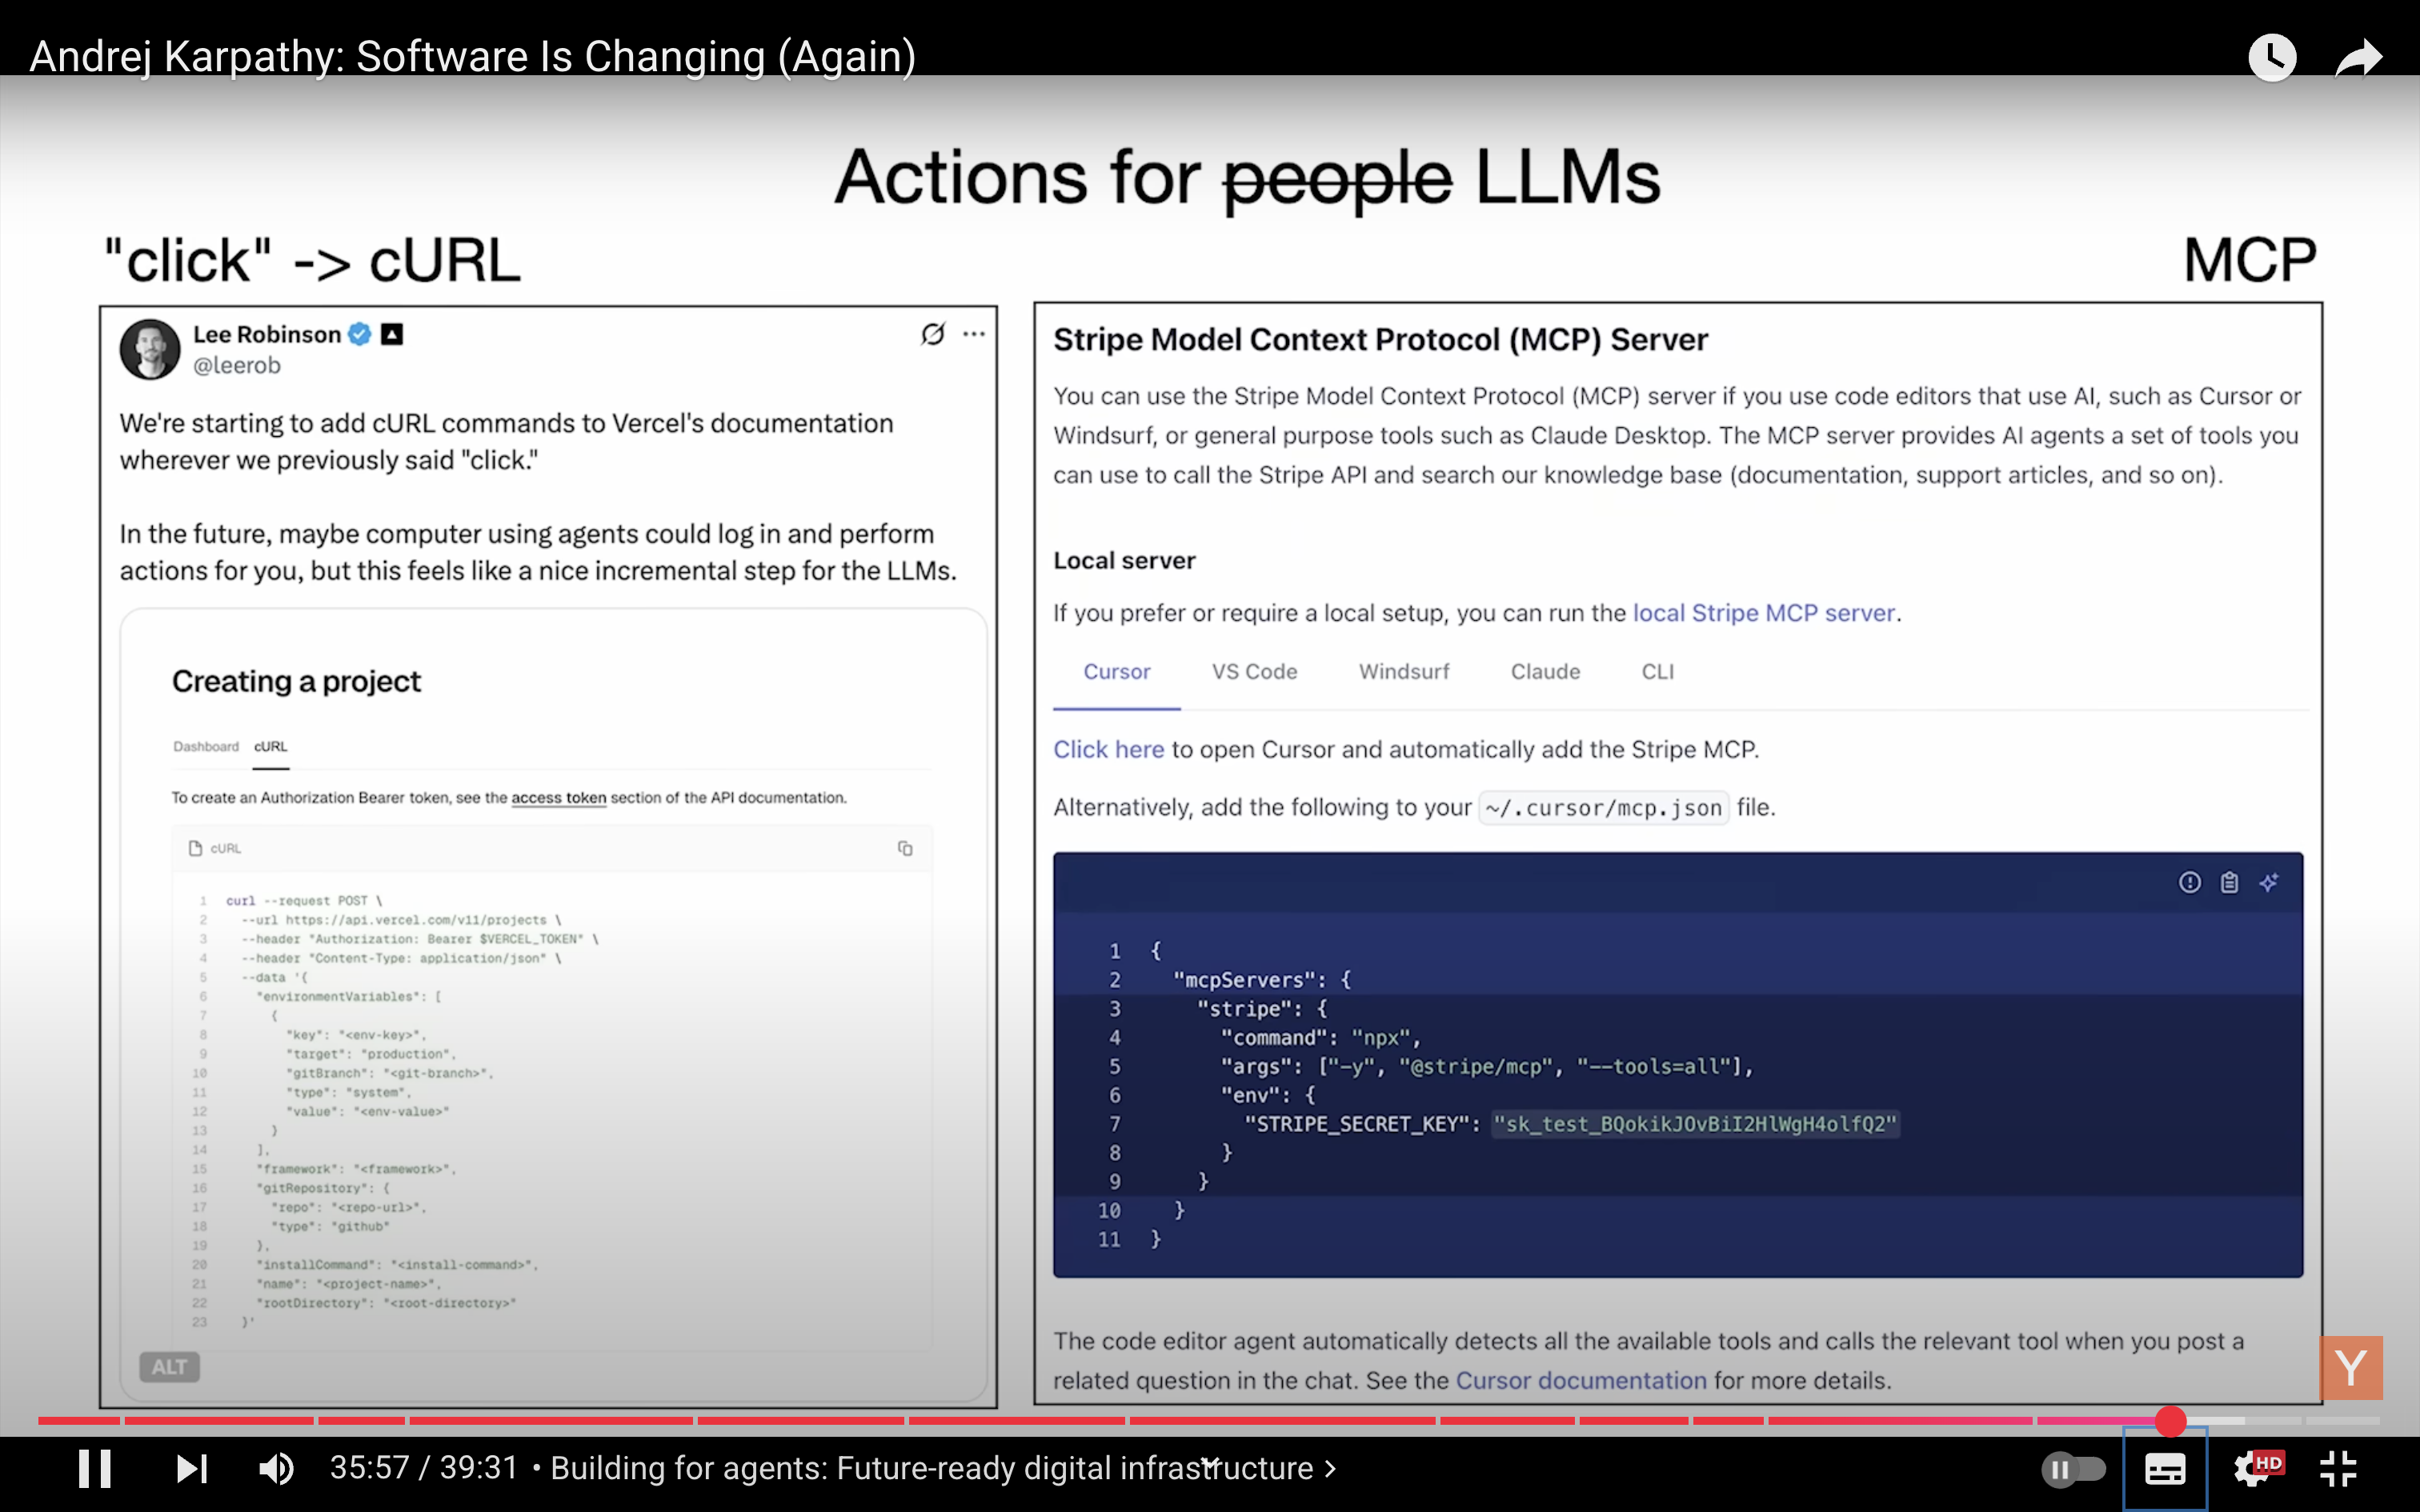 Andrej Karpathy: Software Is Changing (Again)
Actions for people LLMs
"click" -> cURL
MCP
Lee Robinson
@leerob
We're starting to add cURL commands to Vercel's documentation
wherever we previously said "click."
In the future, maybe computer using agents could log in and perform
actions for you, but this feels like a nice incremental step for the LLMs.
Creating a project
Dashboard cURL
To create an Authorization Bearer token, see the access token section of the API documentation.
cURL
1 curl --request POST \
2 --url https://api.vercel.com/v11/projects \
3 --header "Authorization: Bearer $VERCEL_TOKEN" \
4 --header "Content-Type: application/json" \
5 --data '{
6 "environmentVariables": [
7 {
8 "key": "<env-key>",
9 "target": "production",
10 "gitBranch": "<git-branch>",
11 "type": "system",
12 "value": "<env-value>"
13 }
14 ],
15 "framework": "<framework>",
16 "gitRepository": {
17 "repo": "<repo-url>",
18 "type": "github"
19 },
20 "installCommand": "<install-command>",
21 "name": "<project-name>",
22 "rootDirectory": "<root-directory>"
23 }'
ALT
Stripe Model Context Protocol (MCP) Server
You can use the Stripe Model Context Protocol (MCP) server if you use code editors that use AI, such as Cursor or
Windsurf, or general purpose tools such as Claude Desktop. The MCP server provides AI agents a set of tools you
can use to call the Stripe API and search our knowledge base (documentation, support articles, and so on).
Local server
If you prefer or require a local setup, you can run the local Stripe MCP server.
Cursor VS Code Windsurf Claude CLI
Click here to open Cursor and automatically add the Stripe MCP.
Alternatively, add the following to your ~/.cursor/mcp.json file.
1 {
2 "mcpServers": {
3 "stripe": {
4 "command": "npx",
5 "args": ["-y", "@stripe/mcp", "--tools=all"],
6 "env": {
7 "STRIPE_SECRET_KEY": "sk_test_BQokikJOvBiI2HlWgH4olfQ2"
8 }
9 }
10 }
11 }
The code editor agent automatically detects all the available tools and calls the relevant tool when you post a
related question in the chat. See the Cursor documentation for more details.
Y
35:57 / 39:31 • Building for agents: Future-ready digital infrastructure >
HD